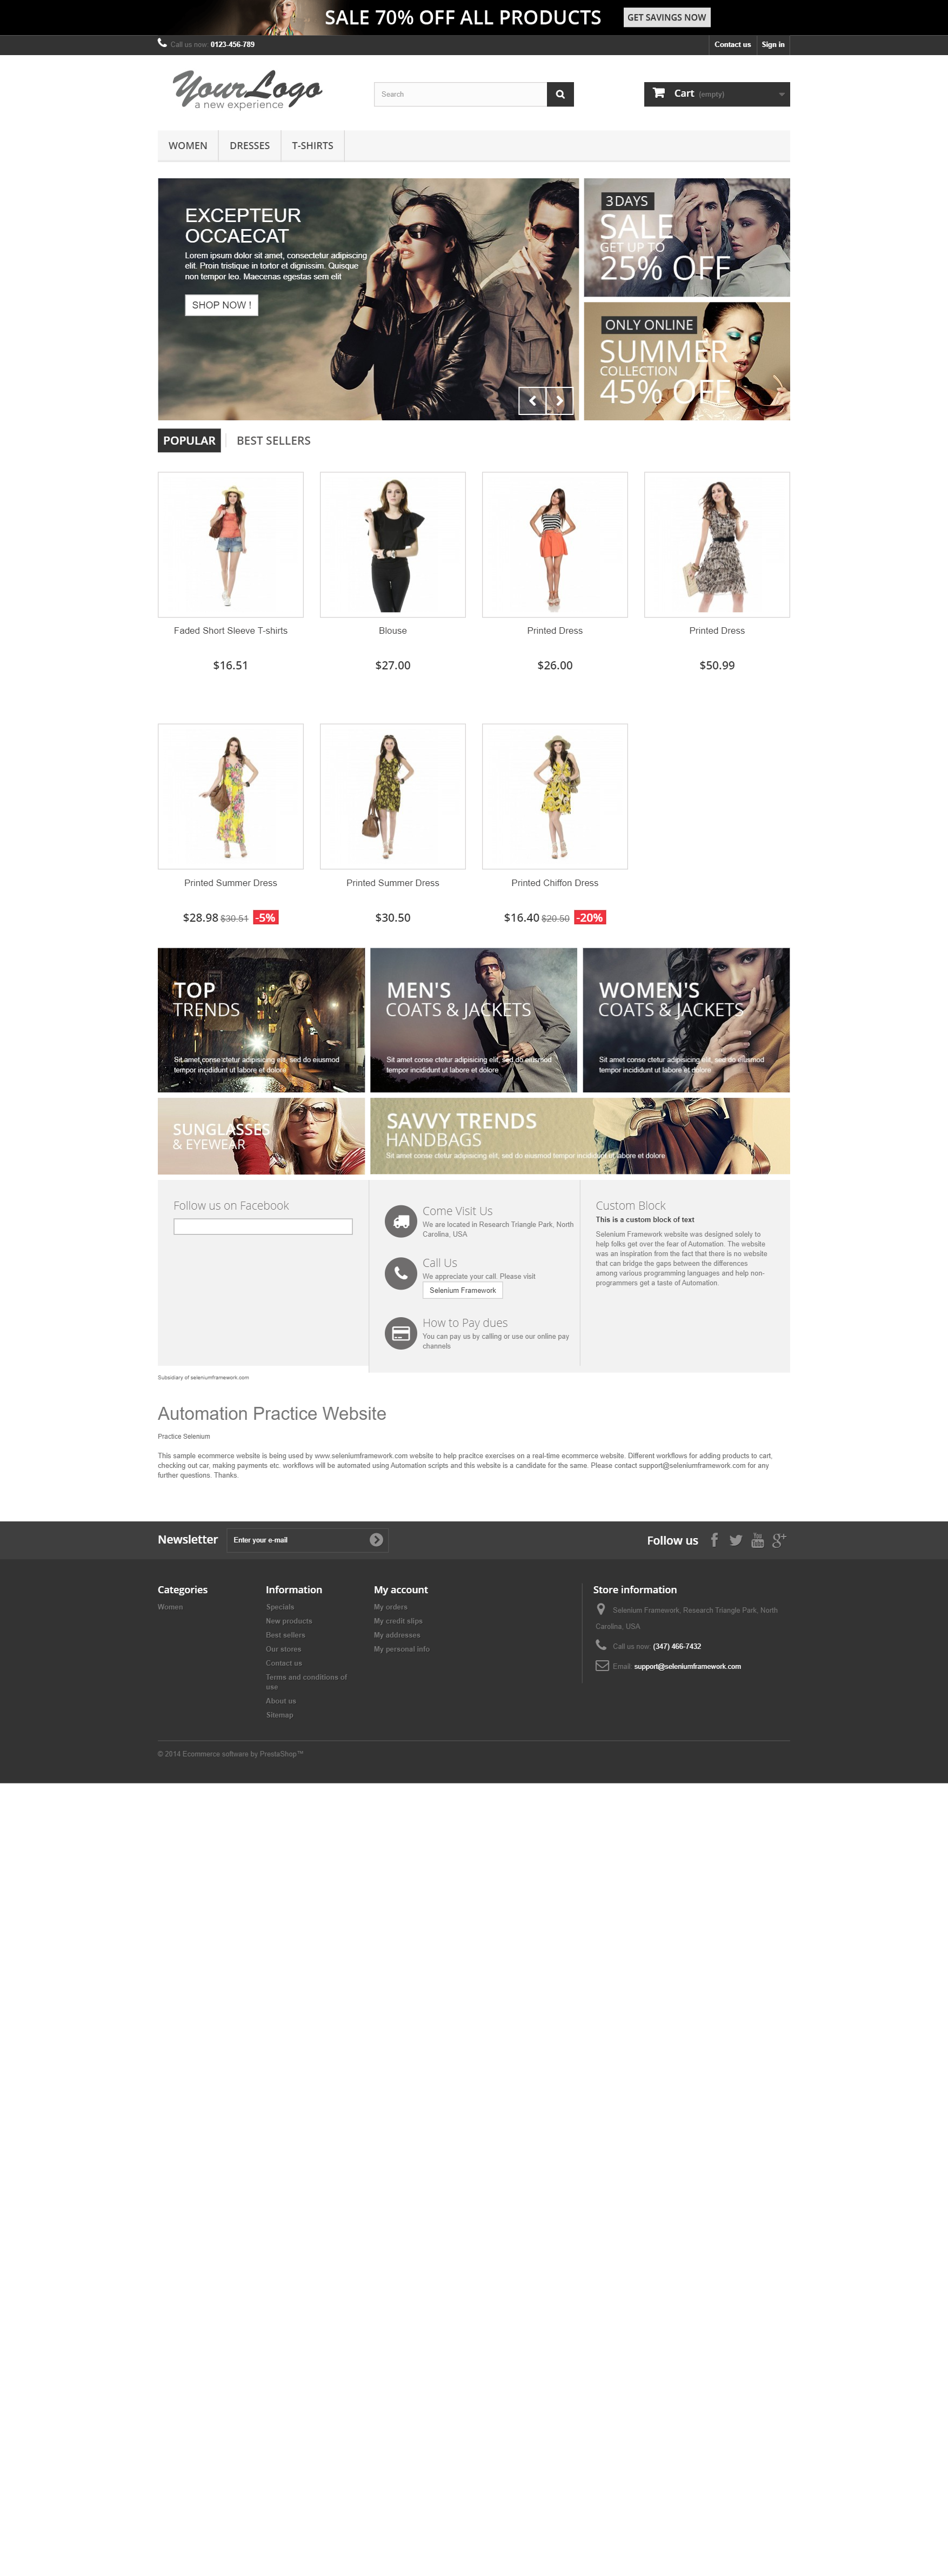 SALE 70% OFF ALL PRODUCTS
GET SAVINGS NOW
Call us now: 0123-456-789
Contact us
Sign in
YourLogo
a new experience
Search
Cart (empty)
WOMEN
DRESSES
T-SHIRTS
EXCEPTEUR
OCCAECAT
Lorem ipsum dolor sit amet, consectetur adipiscing
elit. Proin tristique in tortor et dignissim. Quisque
non tempor leo. Maecenas egestas sem elit
SHOP NOW !
3 DAYS
SALE
GET UP TO
25% OFF
ONLY ONLINE
SUMMER
COLLECTION
45% OFF
POPULAR
BEST SELLERS
Faded Short Sleeve T-shirts
$16.51
Blouse
$27.00
Printed Dress
$26.00
Printed Dress
$50.99
Printed Summer Dress
$28.98 $30.51 -5%
Printed Summer Dress
$30.50
Printed Chiffon Dress
$16.40 $20.50 -20%
TOP
TRENDS
Sit amet conse ctetur adipisicing elit, sed do eiusmod
tempor incididunt ut labore et dolore
MEN'S
COATS & JACKETS
Sit amet conse ctetur adipisicing elit, sed do eiusmod
tempor incididunt ut labore et dolore
WOMEN'S
COATS & JACKETS
Sit amet conse ctetur adipisicing elit, sed do eiusmod
tempor incididunt ut labore et dolore
SUNGLASSES
& EYEWEAR
SAVVY TRENDS
HANDBAGS
Sit amet conse ctetur adipisicing elit, sed do eiusmod tempor incididunt ut labore et dolore
Follow us on Facebook
Come Visit Us
We are located in Research Triangle Park, North
Carolina, USA
Call Us
We appreciate your call. Please visit
Selenium Framework
How to Pay dues
You can pay us by calling or use our online pay
channels
Custom Block
This is a custom block of text
Selenium Framework website was designed solely to
help folks get over the fear of Automation. The website
was an inspiration from the fact that there is no website
that can bridge the gaps between the differences
among various programming languages and help non-
programmers get a taste of Automation.
Subsidiary of seleniumframework.com
Automation Practice Website
Practice Selenium
This sample ecommerce website is being used by www.seleniumframework.com website to help pracitce exercises on a real-time ecommerce website. Different workflows for adding products to cart,
checking out car, making payments etc. workflows will be automated using Automation scripts and this website is a candidate for the same. Please contact support@seleniumframework.com for any
further questions. Thanks.
Newsletter
Enter your e-mail
Follow us
Categories
Women
Information
Specials
New products
Best sellers
Our stores
Contact us
Terms and conditions of
use
About us
Sitemap
My account
My orders
My credit slips
My addresses
My personal info
Store information
Selenium Framework, Research Triangle Park, North
Carolina, USA
Call us now: (347) 466-7432
Email: support@seleniumframework.com
© 2014 Ecommerce software by PrestaShop™